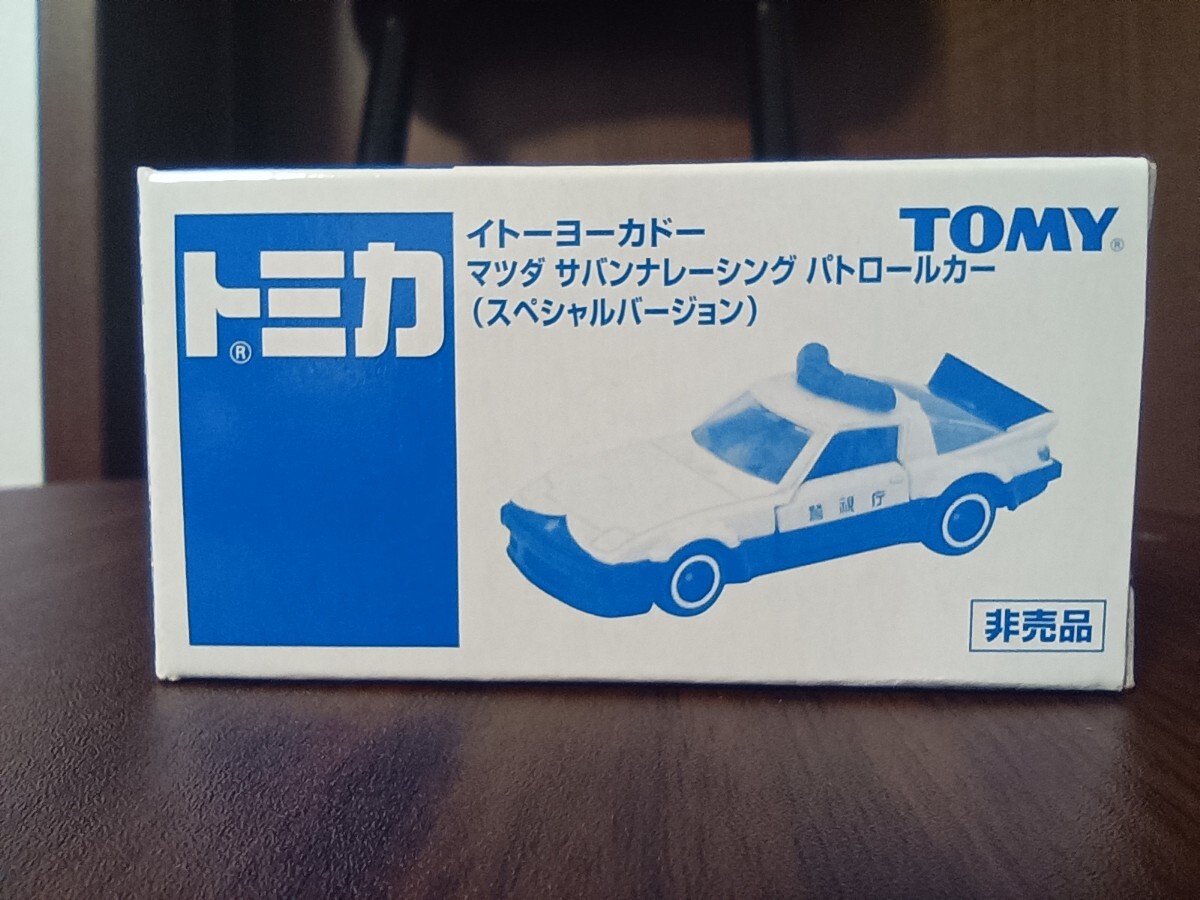 トミカ®
イトーヨーカドー
TOMY®
マツダ サバンナレーシング パトロールカー
(スペシャルバージョン)
警視庁
非売品